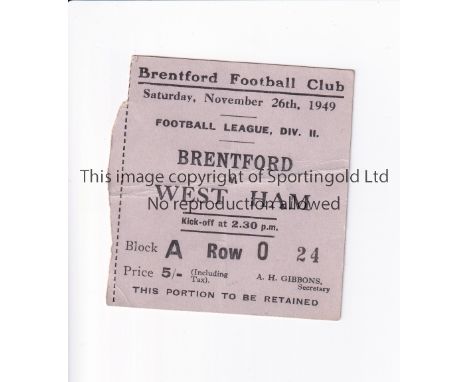 Brentford Football Club
Saturday, November 26th, 1949
FOOTBALL LEAGUE, DIV. II.
BRENTFORD
This image copyright of Sportingold Ltd
WEST HAM
No reproduction allowed
Kick-off at 2.30 p.m.
Block A Row O 24
Price 5/- (Including Tax).
A. H. GIBBONS,
Secretary
THIS PORTION TO BE RETAINED